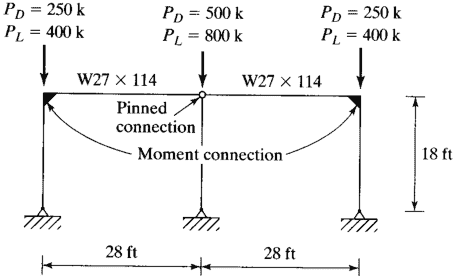 P_D = 250 k
P_L = 400 k
P_D = 500 k
P_L = 800 k
P_D = 250 k
P_L = 400 k
W27 × 114
W27 × 114
Pinned
connection
Moment connection
18 ft
28 ft
28 ft